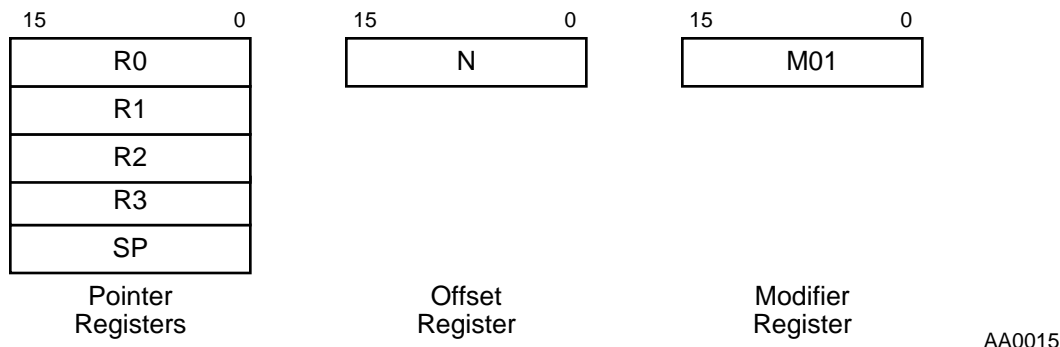 15 0 15 0 15 0
R0 N M01
R1
R2
R3
SP
Pointer
Registers
Offset
Register
Modifier
Register
AA0015